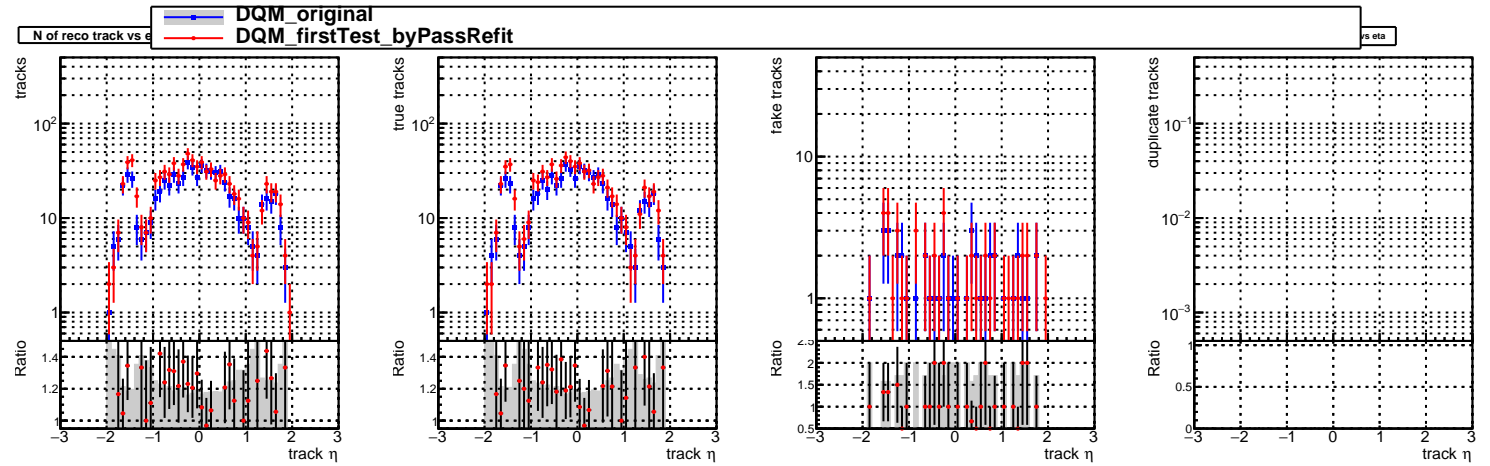 DQM_original
DQM_firstTest_byPassRefit
N of reco track vs e
vs eta
tracks
10²
10
1
Ratio
1.4
1.2
1
−3 −2 −1 0 1 2 3
track η
true tracks
10²
10
1
Ratio
1.4
1.2
1
−3 −2 −1 0 1 2 3
track η
fake tracks
10
1
Ratio
2.5
2
1.5
1
0.5
−3 −2 −1 0 1 2 3
track η
duplicate tracks
10⁻¹
10⁻²
10⁻³
Ratio
1
0.5
0
−3 −2 −1 0 1 2 3
track η